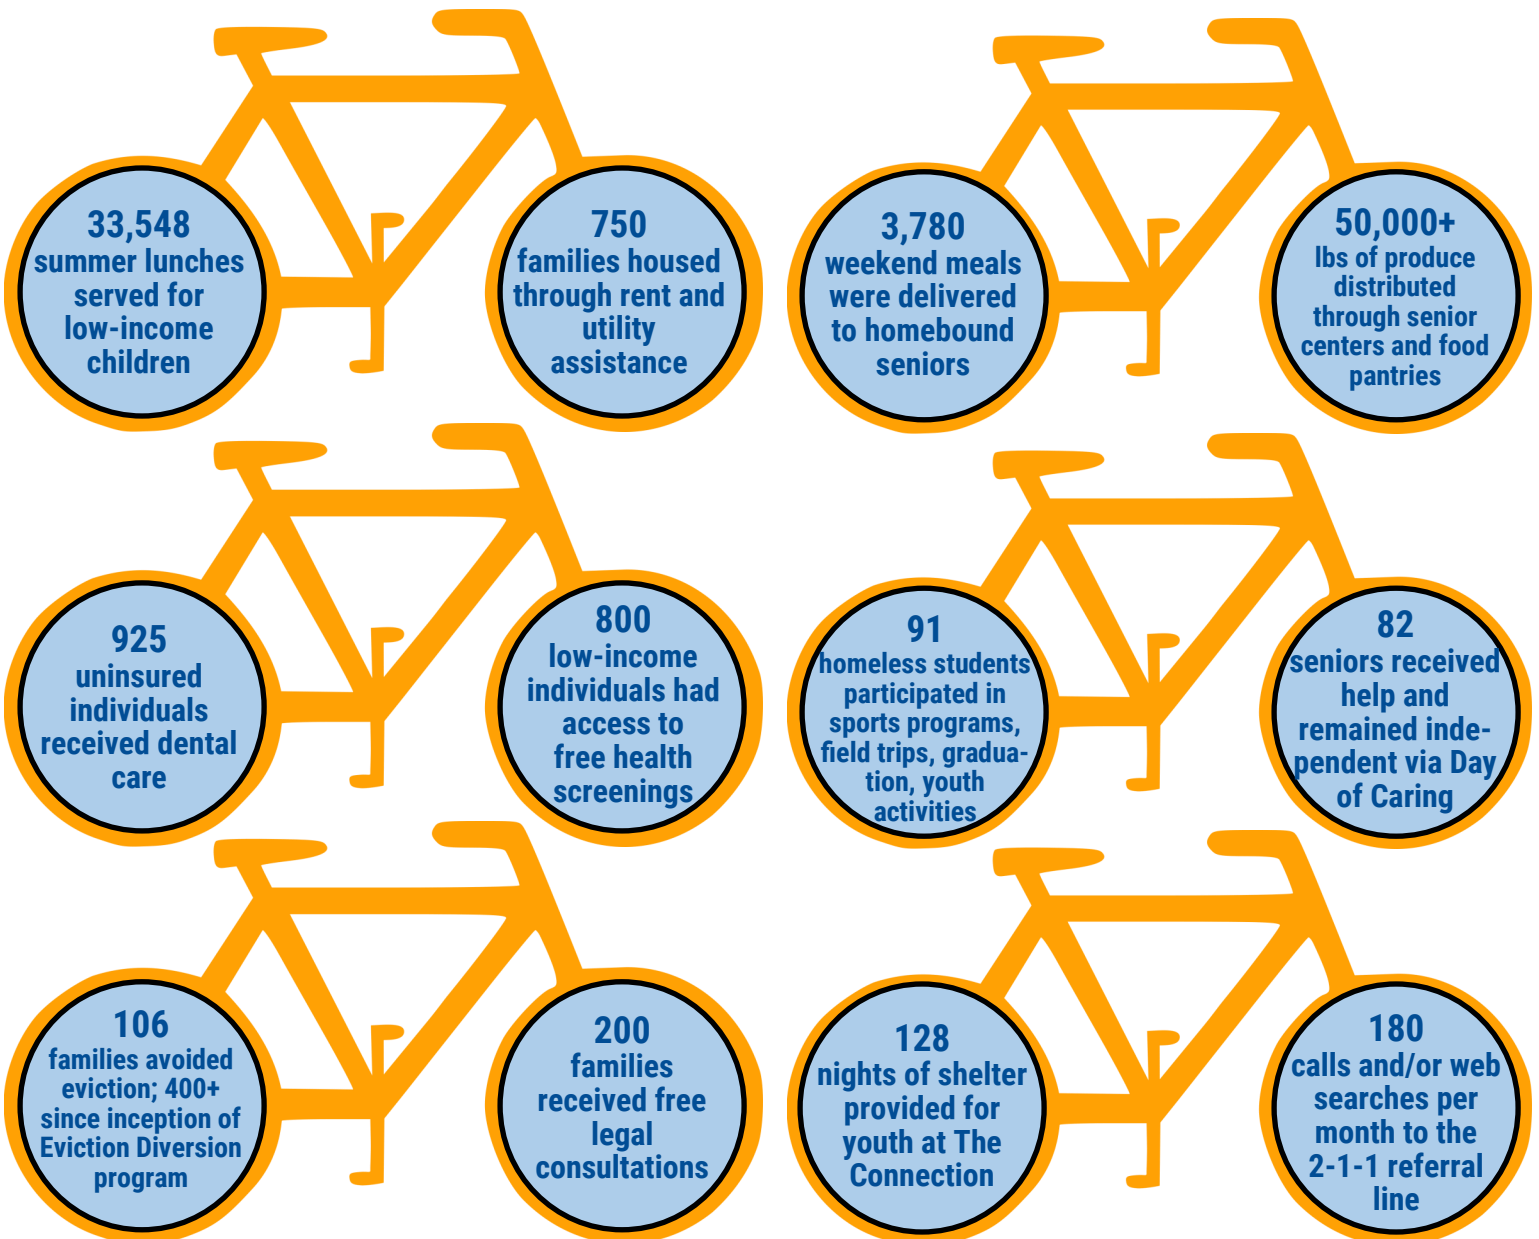 33,548
summer lunches
served for
low-income
children
750
families housed
through rent and
utility
assistance
3,780
weekend meals
were delivered
to homebound
seniors
50,000+
lbs of produce
distributed
through senior
centers and food
pantries
925
uninsured
individuals
received dental
care
800
low-income
individuals had
access to
free health
screenings
91
homeless students
participated in
sports programs,
field trips, gradua-
tion, youth
activities
82
seniors received
help and
remained inde-
pendent via Day
of Caring
106
families avoided
eviction; 400+
since inception of
Eviction Diversion
program
200
families
received free
legal
consultations
128
nights of shelter
provided for
youth at The
Connection
180
calls and/or web
searches per
month to the
2-1-1 referral
line